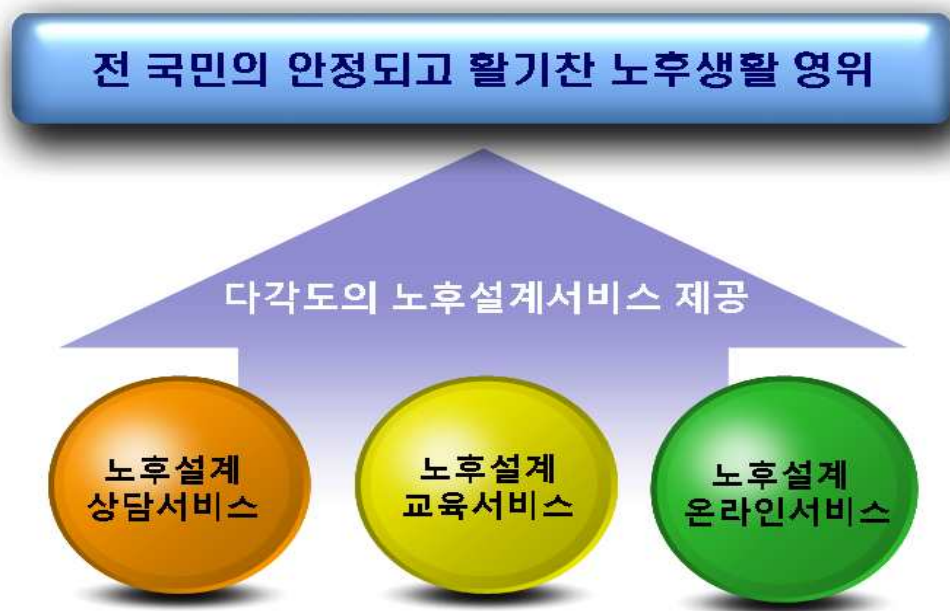 전 국민의 안정되고 활기찬 노후생활 영위
다각도의 노후설계서비스 제공
노후설계
상담서비스
노후설계
교육서비스
노후설계
온라인서비스